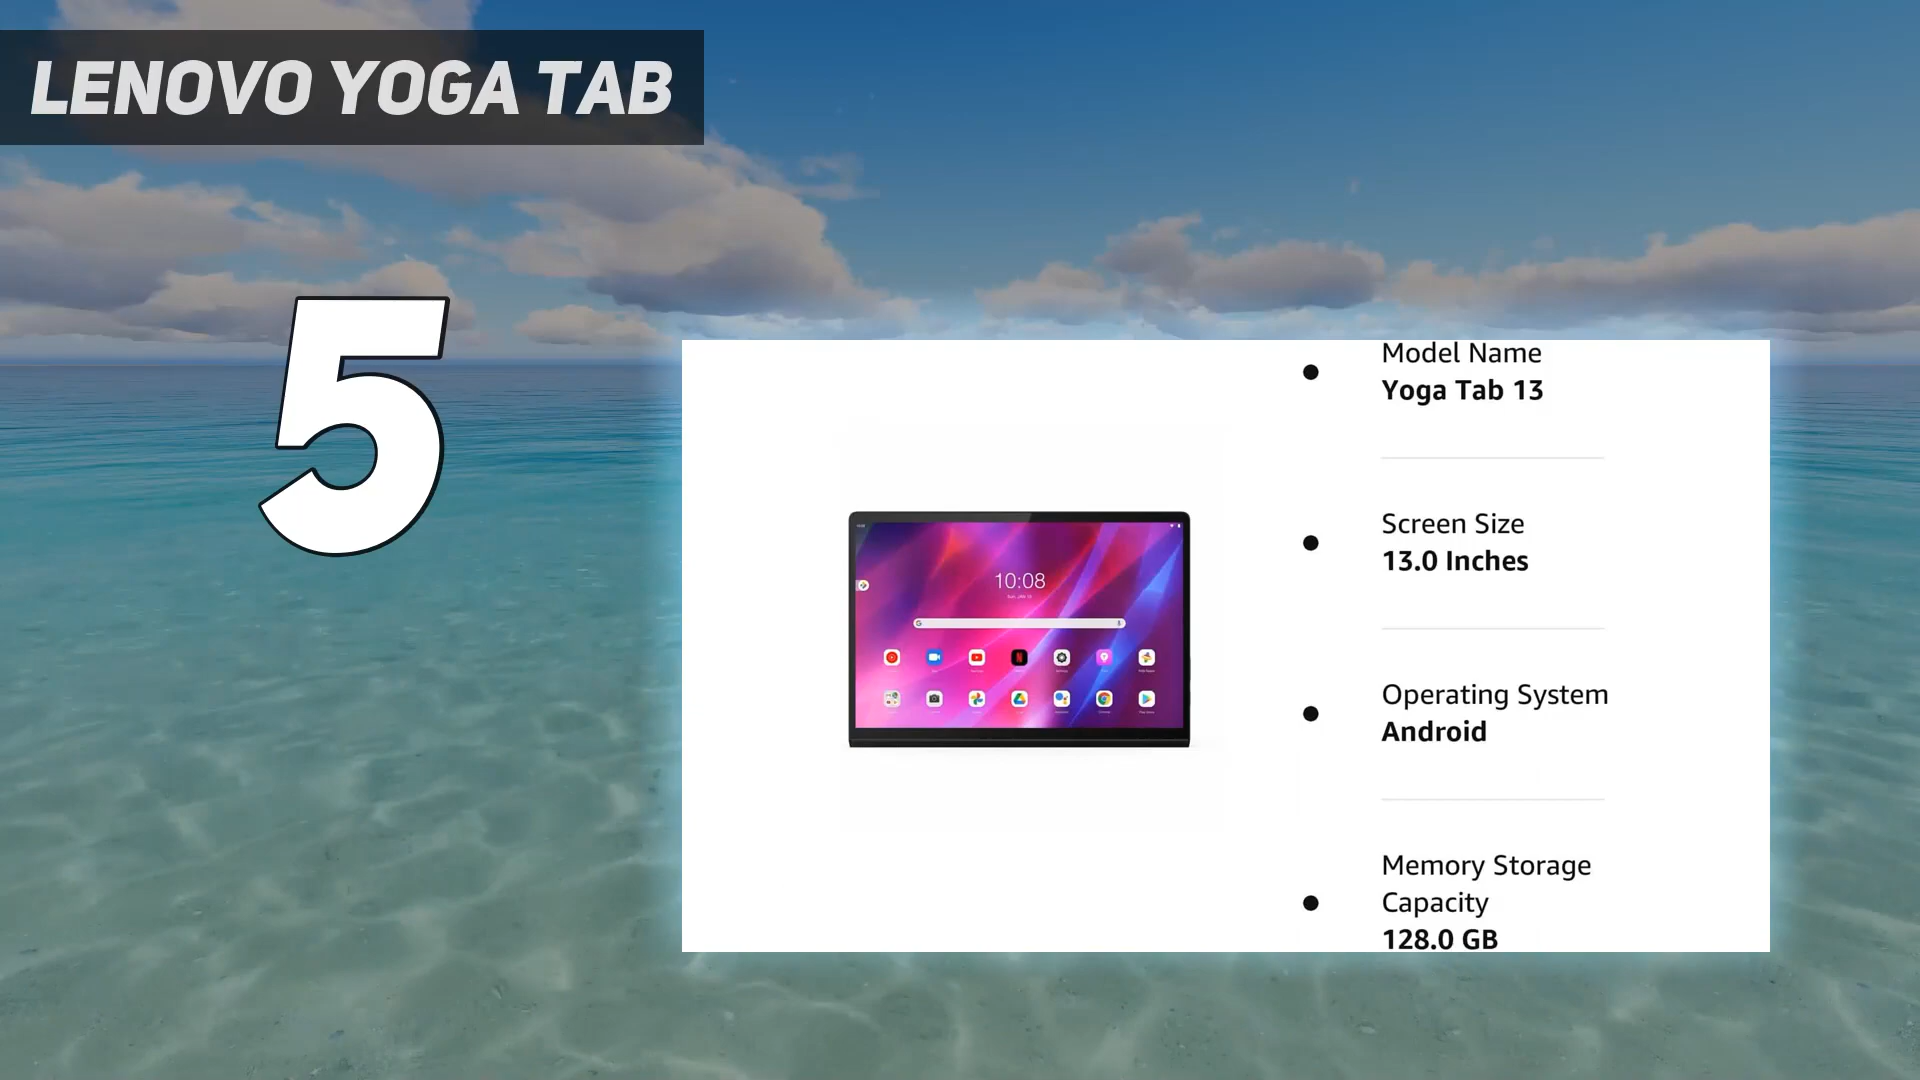 LENOVO YOGA TAB
5
Model Name
Yoga Tab 13
Screen Size
13.0 Inches
Operating System
Android
Memory Storage
Capacity
128.0 GB
10:08